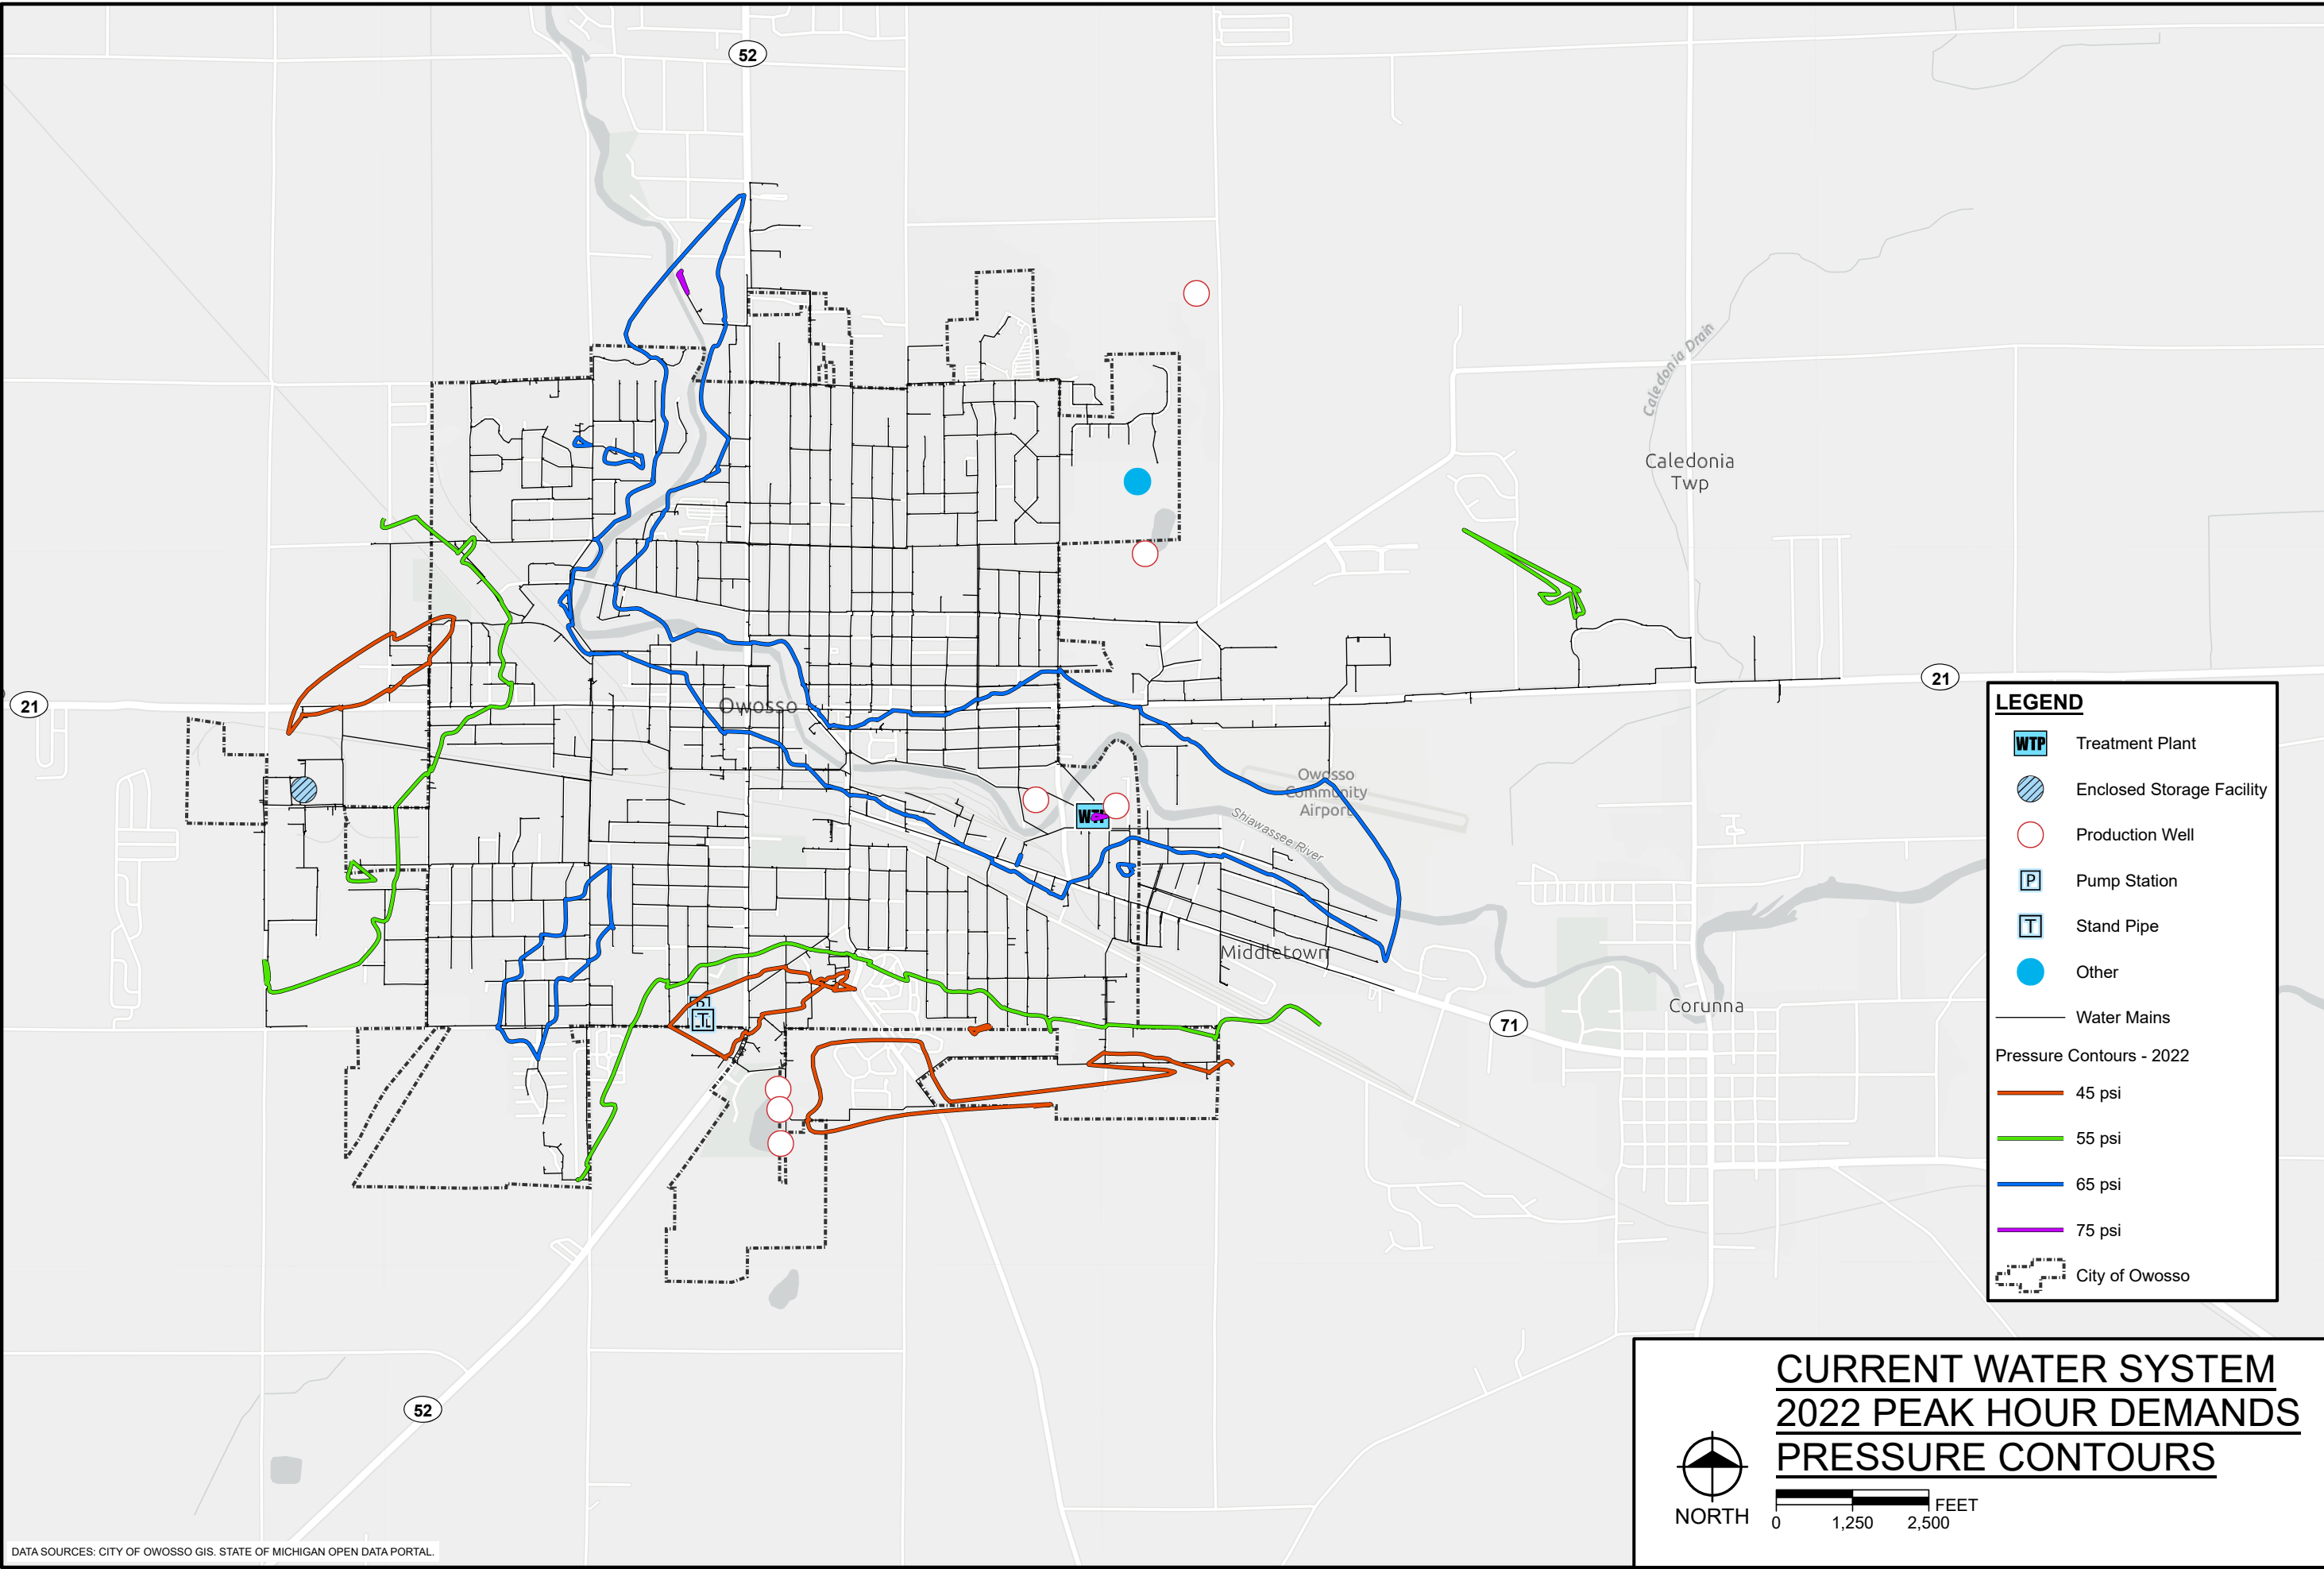 52
Caledonia Drain
Caledonia
Twp
21
Owosso
21
Owosso
Community
Airport
WTP
Shiawassee River
Middletown
Corunna
P
T
71
52
LEGEND
WTP Treatment Plant
Enclosed Storage Facility
Production Well
P Pump Station
T Stand Pipe
Other
Water Mains
Pressure Contours - 2022
45 psi
55 psi
65 psi
75 psi
City of Owosso
CURRENT WATER SYSTEM
2022 PEAK HOUR DEMANDS
PRESSURE CONTOURS
NORTH
FEET
0 1,250 2,500
DATA SOURCES: CITY OF OWOSSO GIS. STATE OF MICHIGAN OPEN DATA PORTAL.